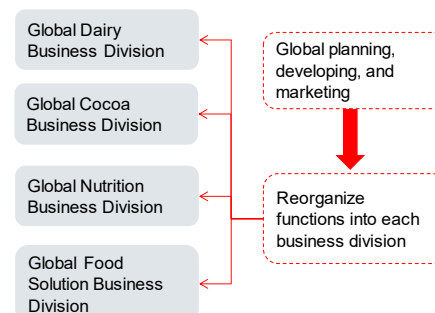 Global Dairy
Business Division
Global Cocoa
Business Division
Global Nutrition
Business Division
Global Food
Solution Business
Division
Global planning,
developing, and
marketing
Reorganize
functions into each
business division